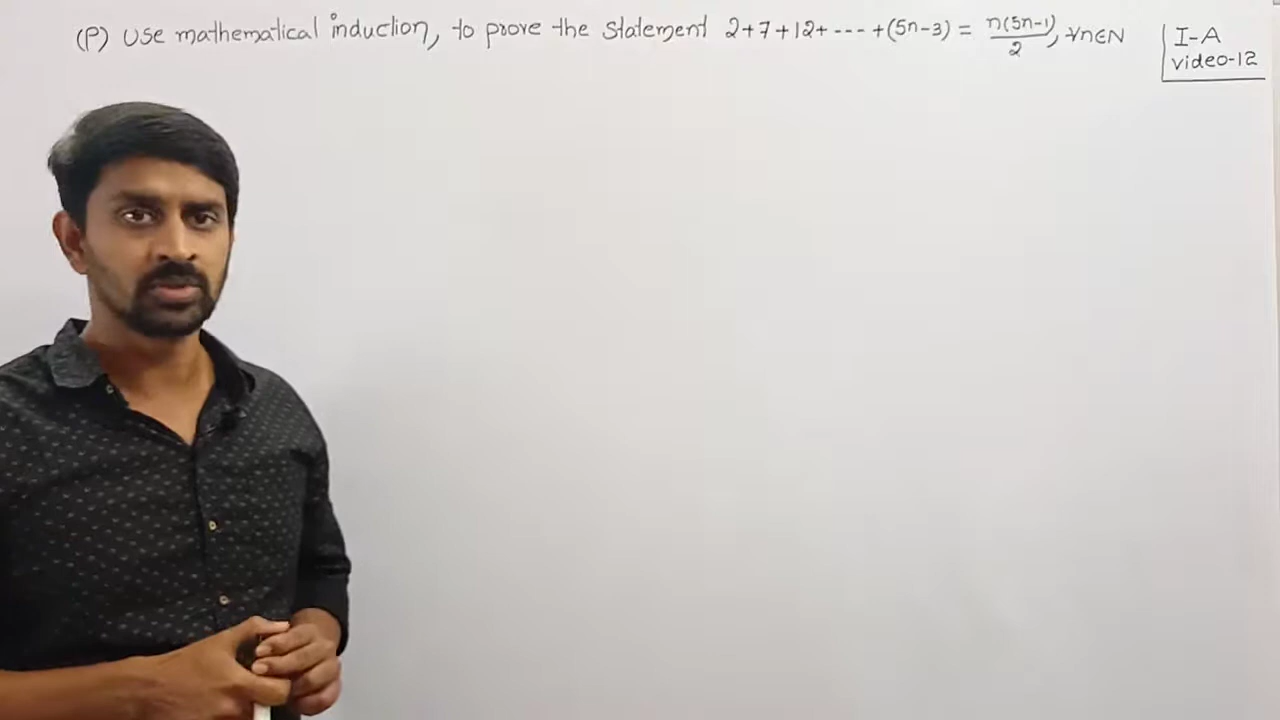 (P) Use mathematical induction, to prove the statement 2+7+12+----+(5n-3) = n(5n-1)/2, ∀n∈N
I-A
video-12